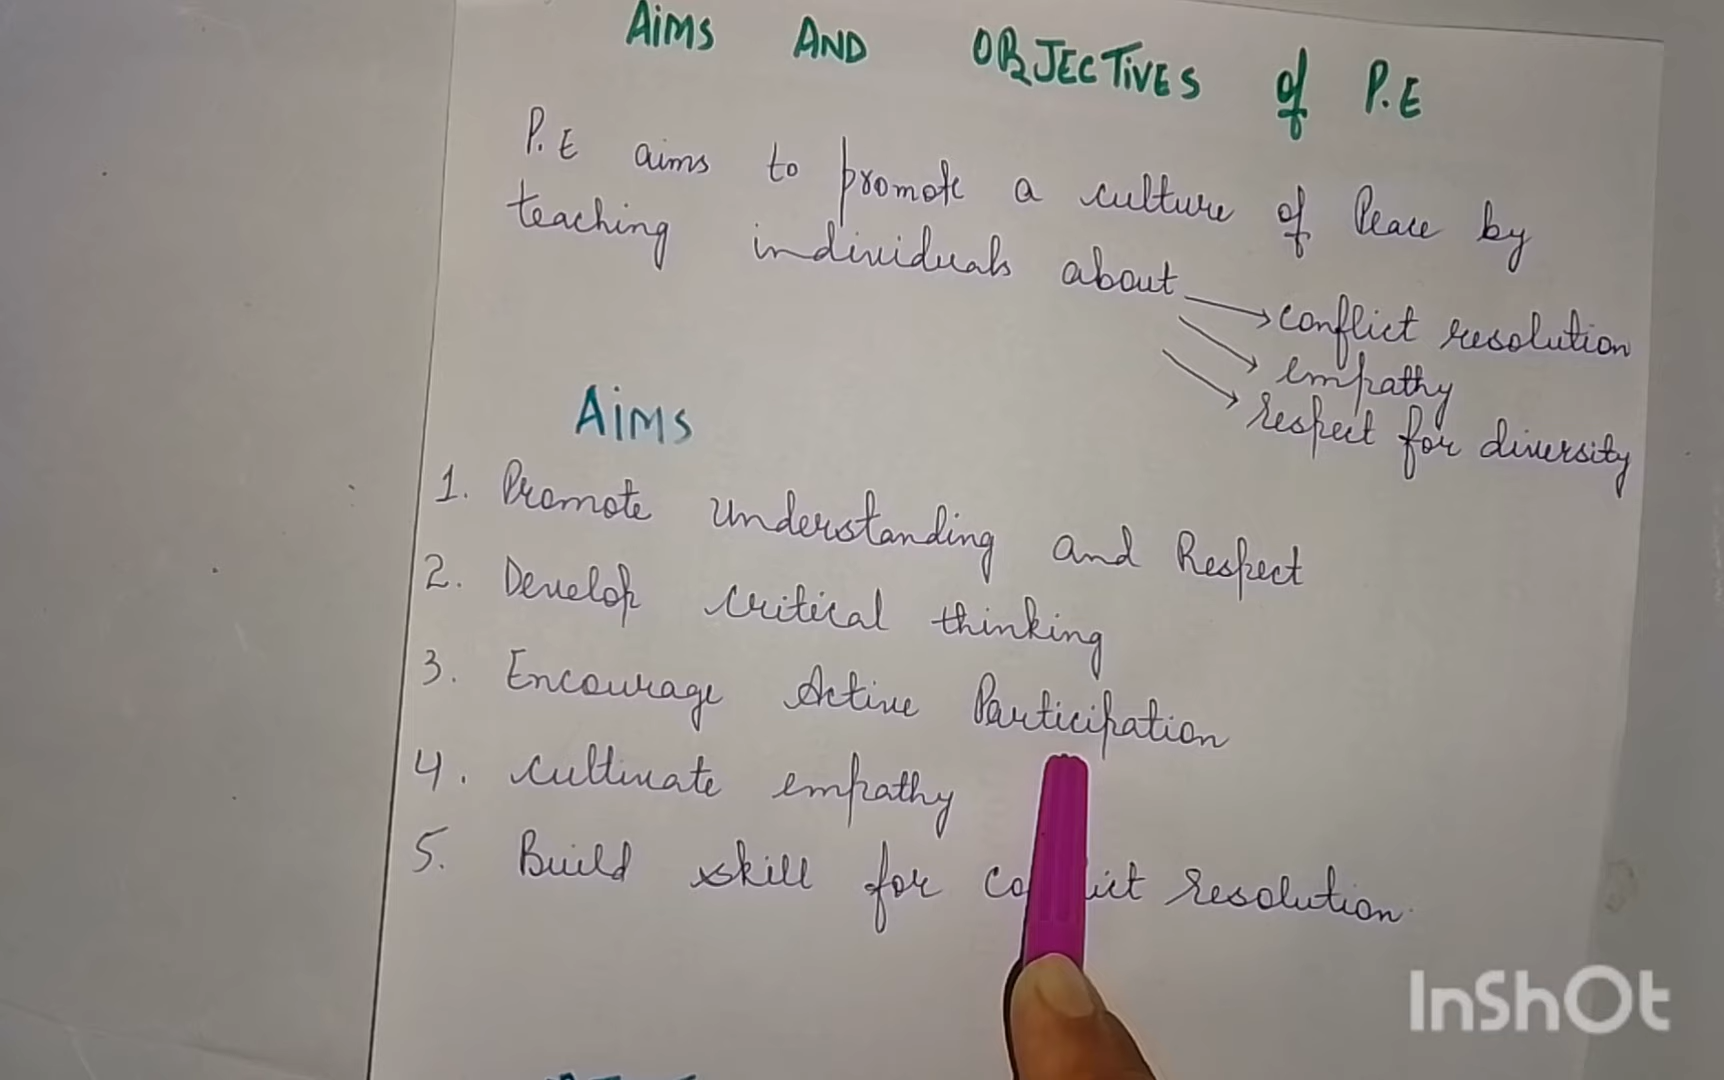 AiMS AND OBJECTiVES of P.E
P.E aims to promote a culture of Peace by
teaching individuals about
conflict resolution
empathy
respect for diversity
AiMS
1. Promote understanding and Respect
2. Develop critical thinking
3. Encourage Active Participation
4. cultivate empathy
5. Build skill for resolution
InShOt